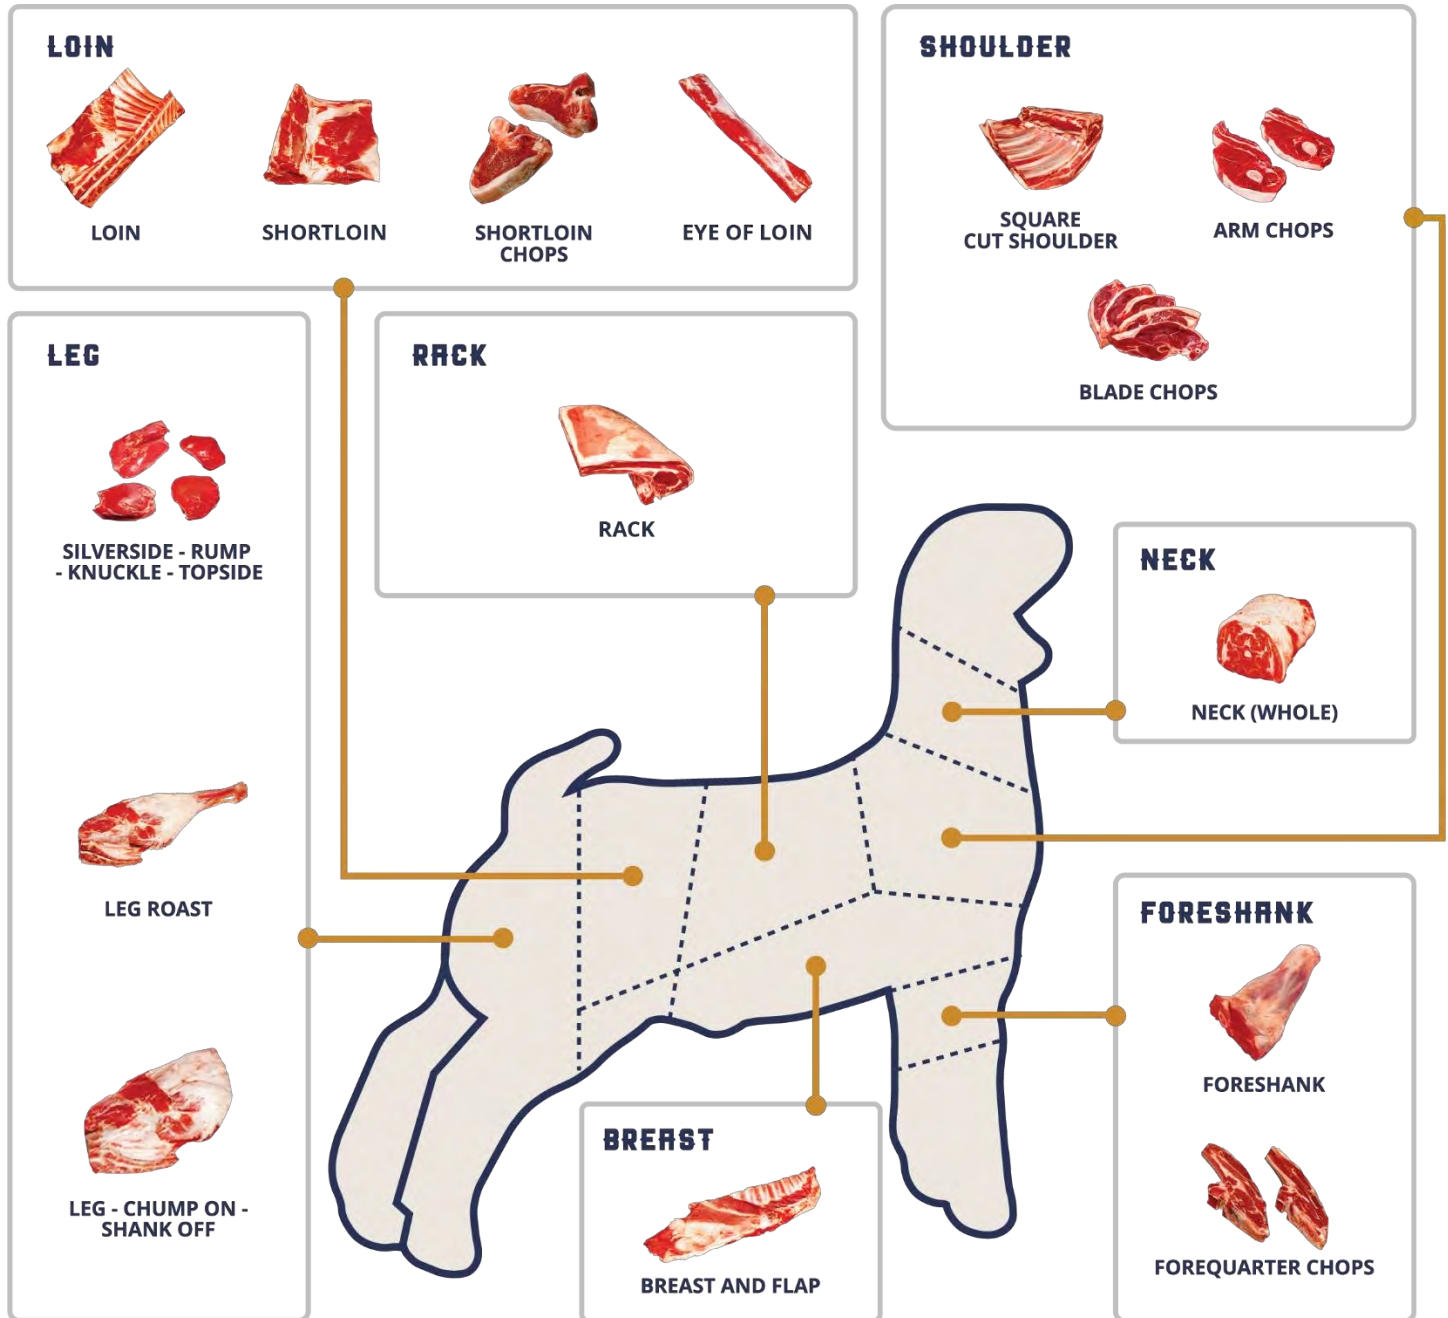 LOIN
LOIN
SHORTLOIN
SHORTLOIN
CHOPS
EYE OF LOIN
SHOULDER
SQUARE
CUT SHOULDER
ARM CHOPS
BLADE CHOPS
LEG
SILVERSIDE - RUMP
- KNUCKLE - TOPSIDE
LEG ROAST
LEG - CHUMP ON -
SHANK OFF
RACK
RACK
NECK
NECK (WHOLE)
FORESHANK
FORESHANK
FOREQUARTER CHOPS
BREAST
BREAST AND FLAP